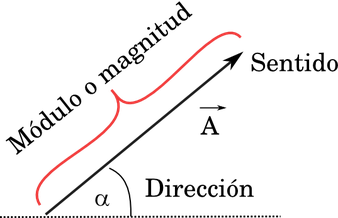 Módulo o magnitud
Sentido
A
α
Dirección